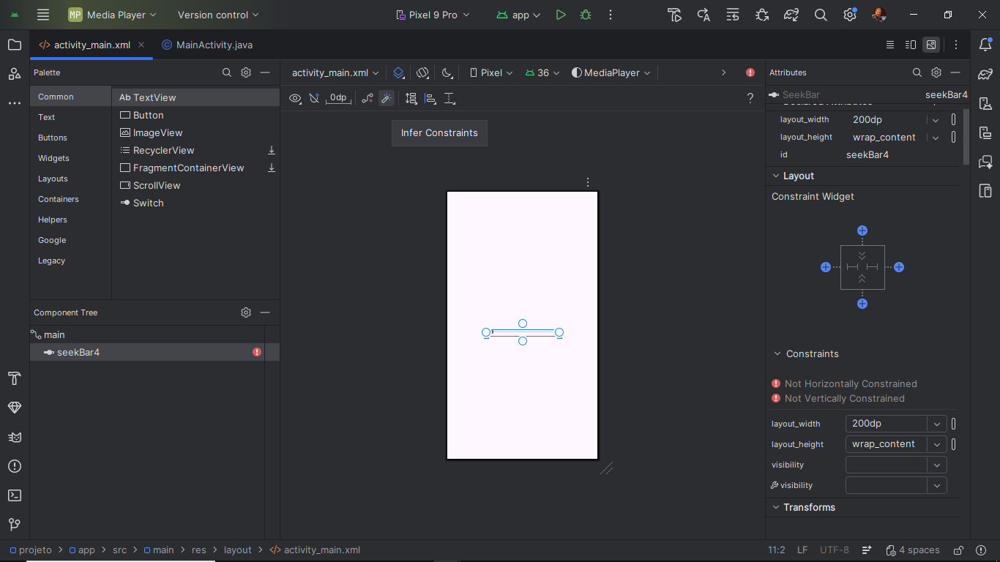 MP Media Player Version control Pixel 9 Pro app
activity_main.xml MainActivity.java
Palette
Common
Text
Buttons
Widgets
Layouts
Containers
Helpers
Google
Legacy
Ab TextView
Button
ImageView
RecyclerView
FragmentContainerView
ScrollView
Switch
Component Tree
main
seekBar4
activity_main.xml Pixel 36 MediaPlayer
0dp ?
Infer Constraints
Attributes
SeekBar seekBar4
Declared Attributes
layout_width 200dp
layout_height wrap_content
id seekBar4
Layout
Constraint Widget
Constraints
Not Horizontally Constrained
Not Vertically Constrained
layout_width 200dp
layout_height wrap_content
visibility
visibility
Transforms
projeto > app > src > main > res > layout > activity_main.xml 11:2 LF UTF-8 4 spaces